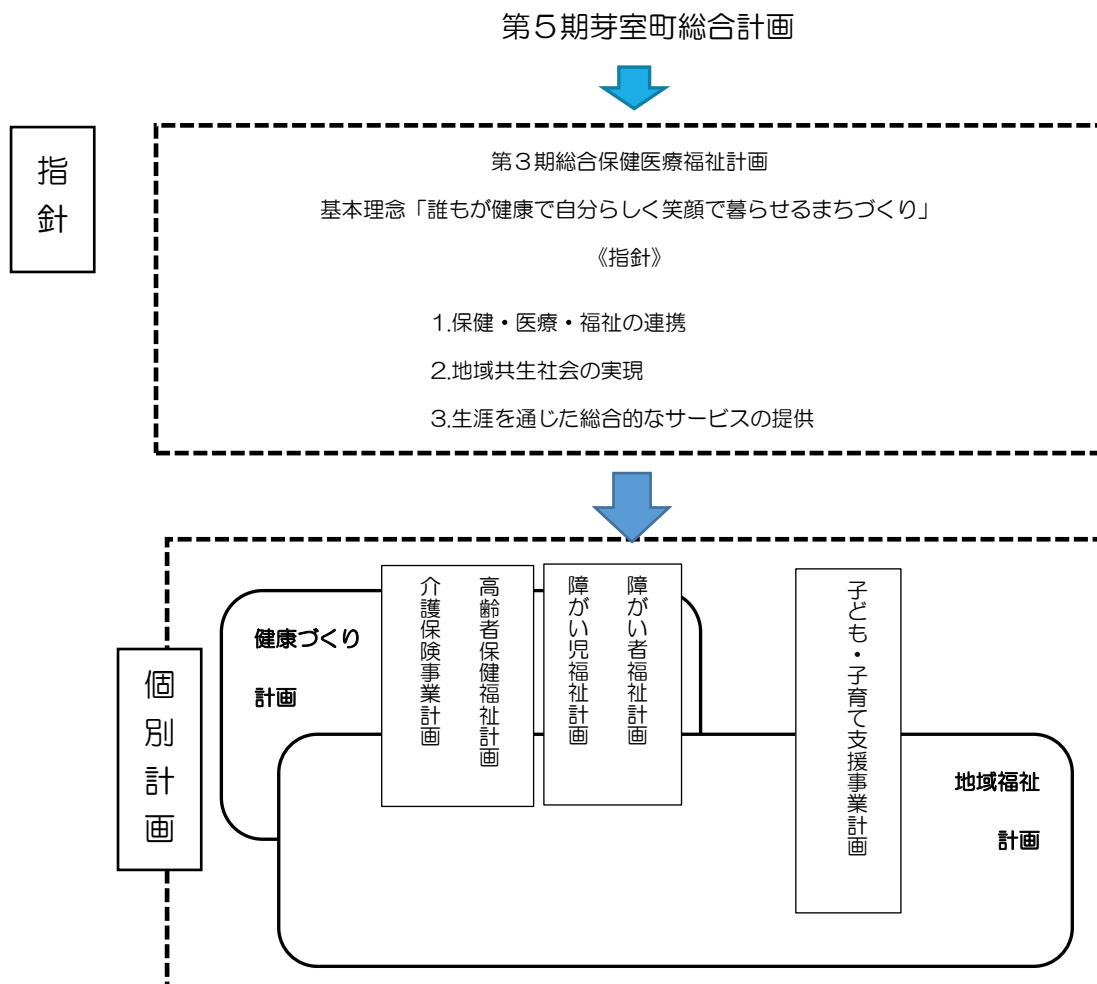 第５期芽室町総合計画
指針
第３期総合保健医療福祉計画
基本理念「誰もが健康で自分らしく笑顔で暮らせるまちづくり」
《指針》
1.保健・医療・福祉の連携
2.地域共生社会の実現
3.生涯を通じた総合的なサービスの提供
個別計画
健康づくり
計画
高齢者保健福祉計画
介護保険事業計画
障がい者福祉計画
障がい児福祉計画
子ども・子育て支援事業計画
地域福祉
計画